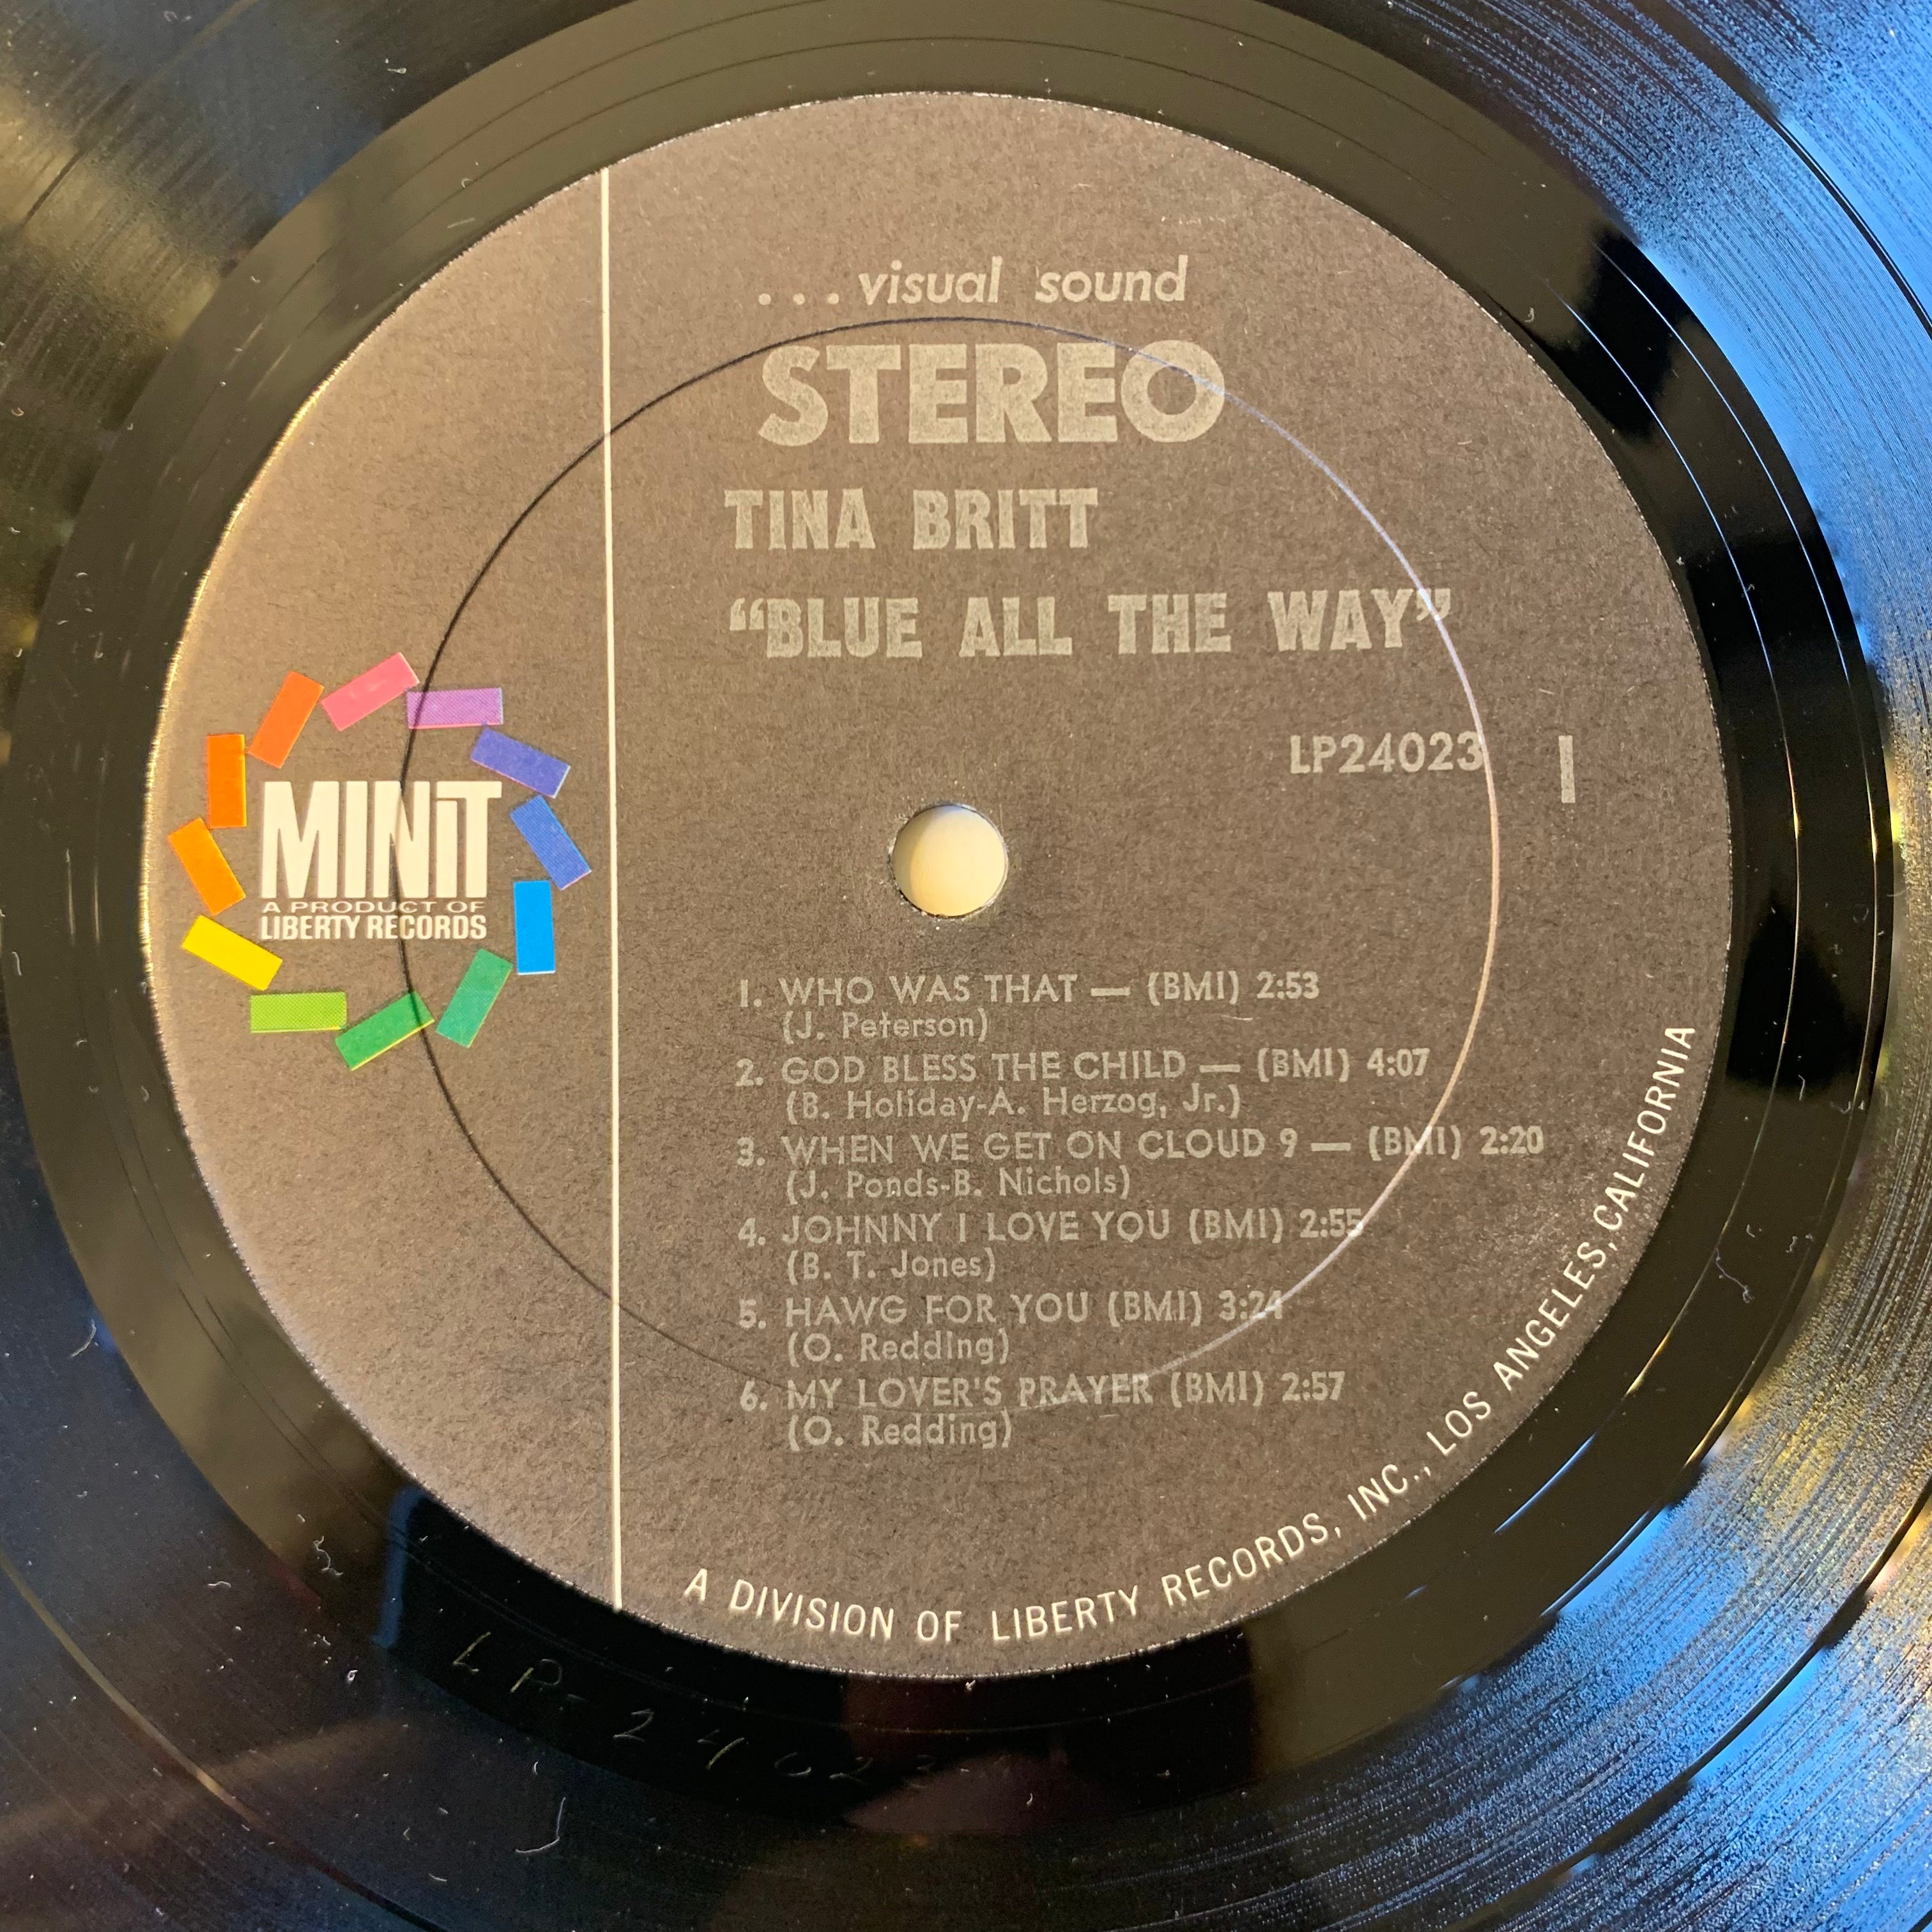 ...visual sound
STEREO
TINA BRITT
“BLUE ALL THE WAY”
LP24023
I
MINiT
A PRODUCT OF
LIBERTY RECORDS
1. WHO WAS THAT — (BMI) 2:53
(J. Peterson)
2. GOD BLESS THE CHILD — (BMI) 4:07
(B. Holiday-A. Herzog, Jr.)
3. WHEN WE GET ON CLOUD 9 — (BMI) 2:20
(J. Ponds-B. Nichols)
4. JOHNNY I LOVE YOU (BMI) 2:55
(B. T. Jones)
5. HAWG FOR YOU (BMI) 3:24
(O. Redding)
6. MY LOVER'S PRAYER (BMI) 2:57
(O. Redding)
A DIVISION OF LIBERTY RECORDS, INC., LOS ANGELES, CALIFORNIA
LP-24023